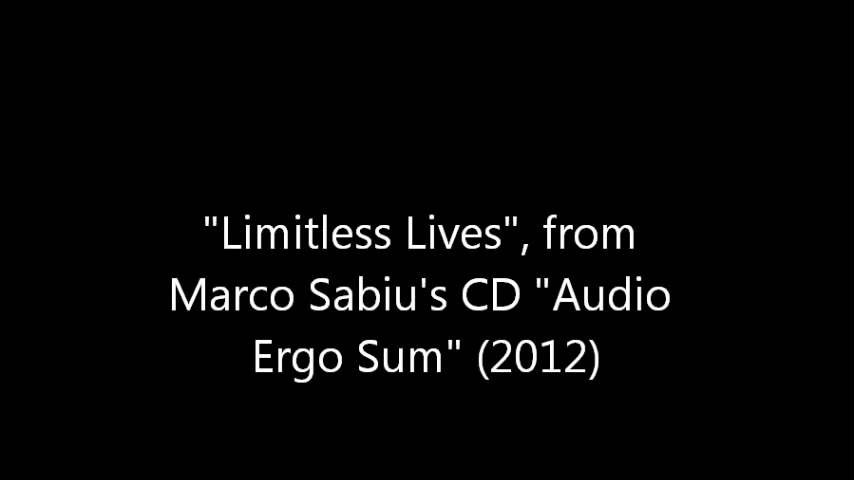 "Limitless Lives", from
Marco Sabiu's CD "Audio
Ergo Sum" (2012)